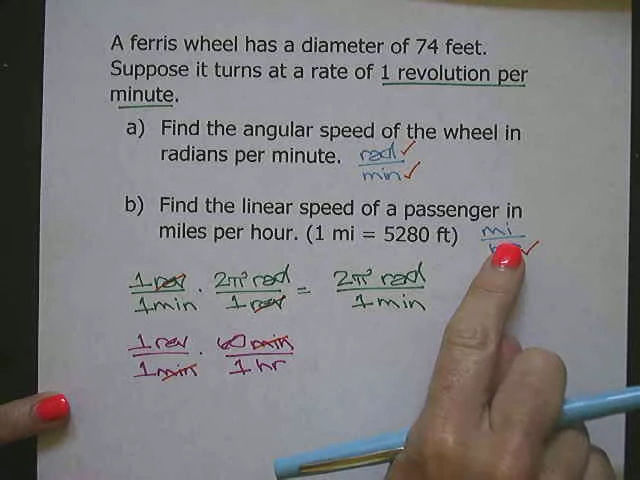 A ferris wheel has a diameter of 74 feet.
Suppose it turns at a rate of 1 revolution per
minute.
a) Find the angular speed of the wheel in
radians per minute. rad/min
b) Find the linear speed of a passenger in
miles per hour. (1 mi = 5280 ft) mi
1 rev/1 min · 2π rad/1 rev = 2π rad/1 min
1 rev/1 min · 60 min/1 hr